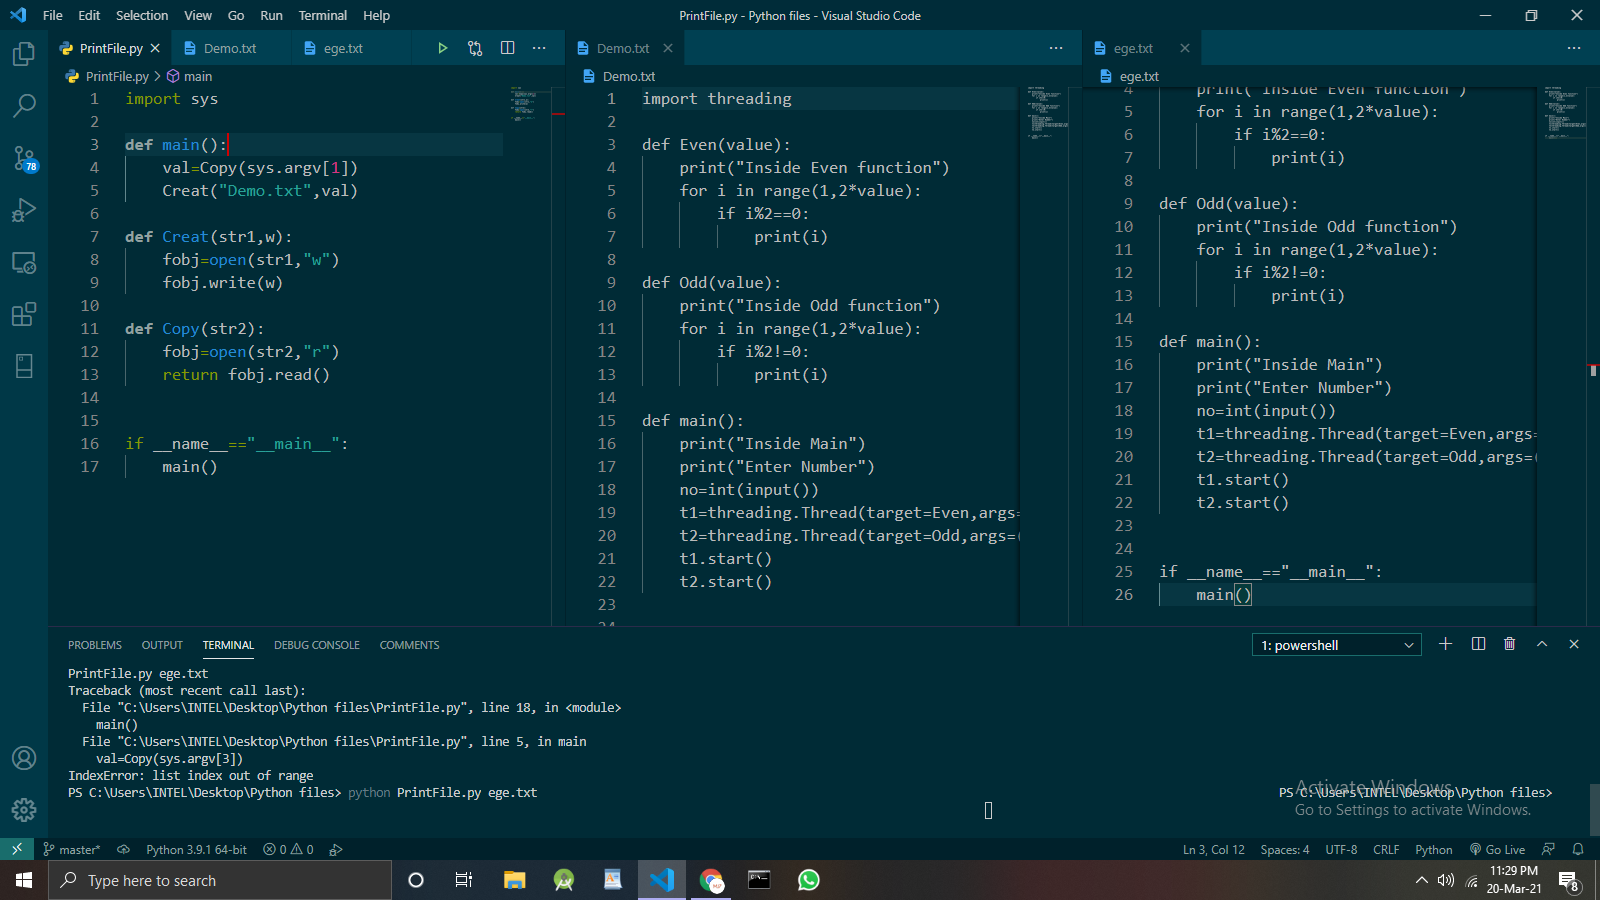 File Edit Selection View Go Run Terminal Help
PrintFile.py - Python files - Visual Studio Code
PrintFile.py Demo.txt ege.txt
PrintFile.py > main
1 import sys
2
3 def main():
4 val=Copy(sys.argv[1])
5 Creat("Demo.txt",val)
6
7 def Creat(str1,w):
8 fobj=open(str1,"w")
9 fobj.write(w)
10
11 def Copy(str2):
12 fobj=open(str2,"r")
13 return fobj.read()
14
15
16 if __name__=="__main__":
17 main()
Demo.txt
Demo.txt
1 import threading
2
3 def Even(value):
4 print("Inside Even function")
5 for i in range(1,2*value):
6 if i%2==0:
7 print(i)
8
9 def Odd(value):
10 print("Inside Odd function")
11 for i in range(1,2*value):
12 if i%2!=0:
13 print(i)
14
15 def main():
16 print("Inside Main")
17 print("Enter Number")
18 no=int(input())
19 t1=threading.Thread(target=Even,args=
20 t2=threading.Thread(target=Odd,args=(
21 t1.start()
22 t2.start()
23
24
ege.txt
ege.txt
4 print("Inside Even function")
5 for i in range(1,2*value):
6 if i%2==0:
7 print(i)
8
9 def Odd(value):
10 print("Inside Odd function")
11 for i in range(1,2*value):
12 if i%2!=0:
13 print(i)
14
15 def main():
16 print("Inside Main")
17 print("Enter Number")
18 no=int(input())
19 t1=threading.Thread(target=Even,args=
20 t2=threading.Thread(target=Odd,args=(
21 t1.start()
22 t2.start()
23
24
25 if __name__=="__main__":
26 main()
78
PROBLEMS OUTPUT TERMINAL DEBUG CONSOLE COMMENTS
1: powershell
PrintFile.py ege.txt
Traceback (most recent call last):
File "C:\Users\INTEL\Desktop\Python files\PrintFile.py", line 18, in <module>
main()
File "C:\Users\INTEL\Desktop\Python files\PrintFile.py", line 5, in main
val=Copy(sys.argv[3])
IndexError: list index out of range
PS C:\Users\INTEL\Desktop\Python files> python PrintFile.py ege.txt
PS C:\Users\INTEL\Desktop\Python files>
Activate Windows
Go to Settings to activate Windows.
master* Python 3.9.1 64-bit 0 0
Ln 3, Col 12 Spaces: 4 UTF-8 CRLF Python Go Live
Type here to search
11:29 PM
20-Mar-21
8